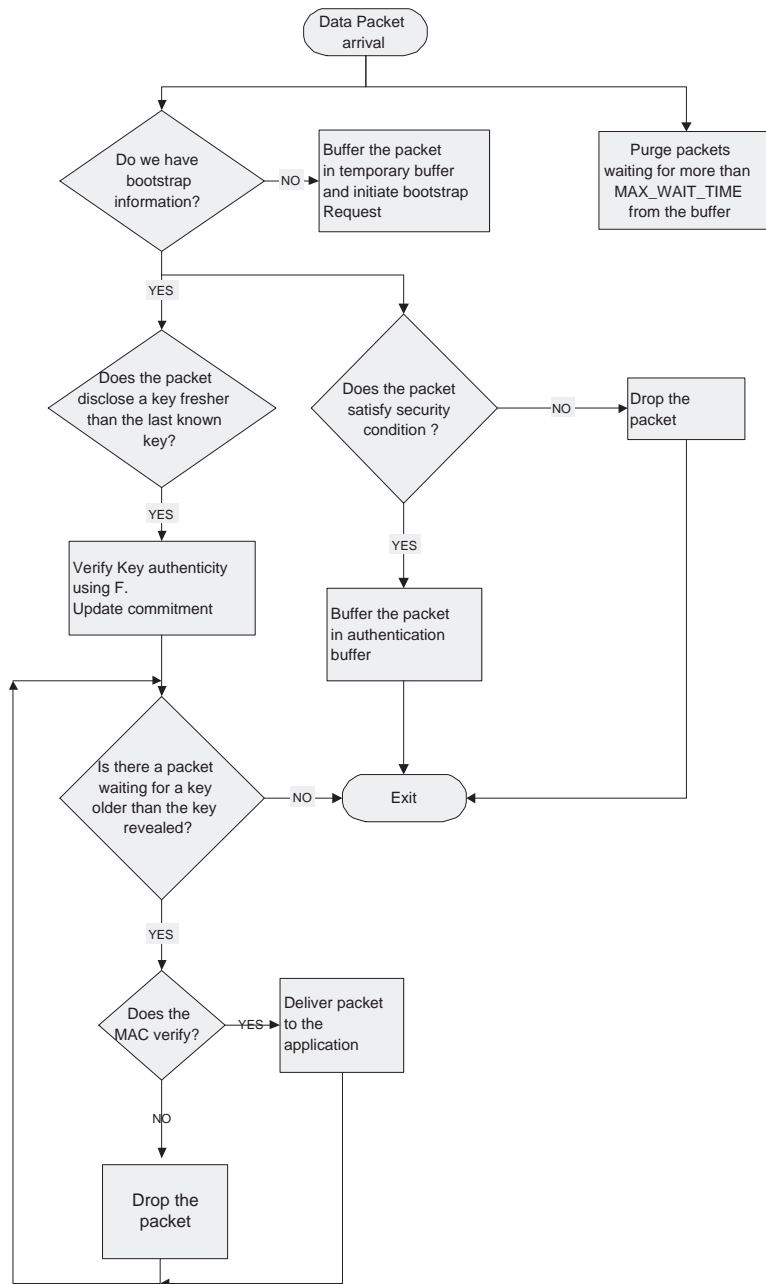 Data Packet
arrival
Do we have
bootstrap
information?
NO
Buffer the packet
in temporary buffer
and initiate bootstrap
Request
Purge packets
waiting for more than
MAX_WAIT_TIME
from the buffer
YES
Does the packet
disclose a key fresher
than the last known
key?
Does the packet
satisfy security
condition ?
NO
Drop the
packet
YES
YES
Verify Key authenticity
using F.
Update commitment
Buffer the packet
in authentication
buffer
Is there a packet
waiting for a key
older than the key
revealed?
NO
Exit
YES
Does the
MAC verify?
YES
Deliver packet
to the
application
NO
Drop the
packet